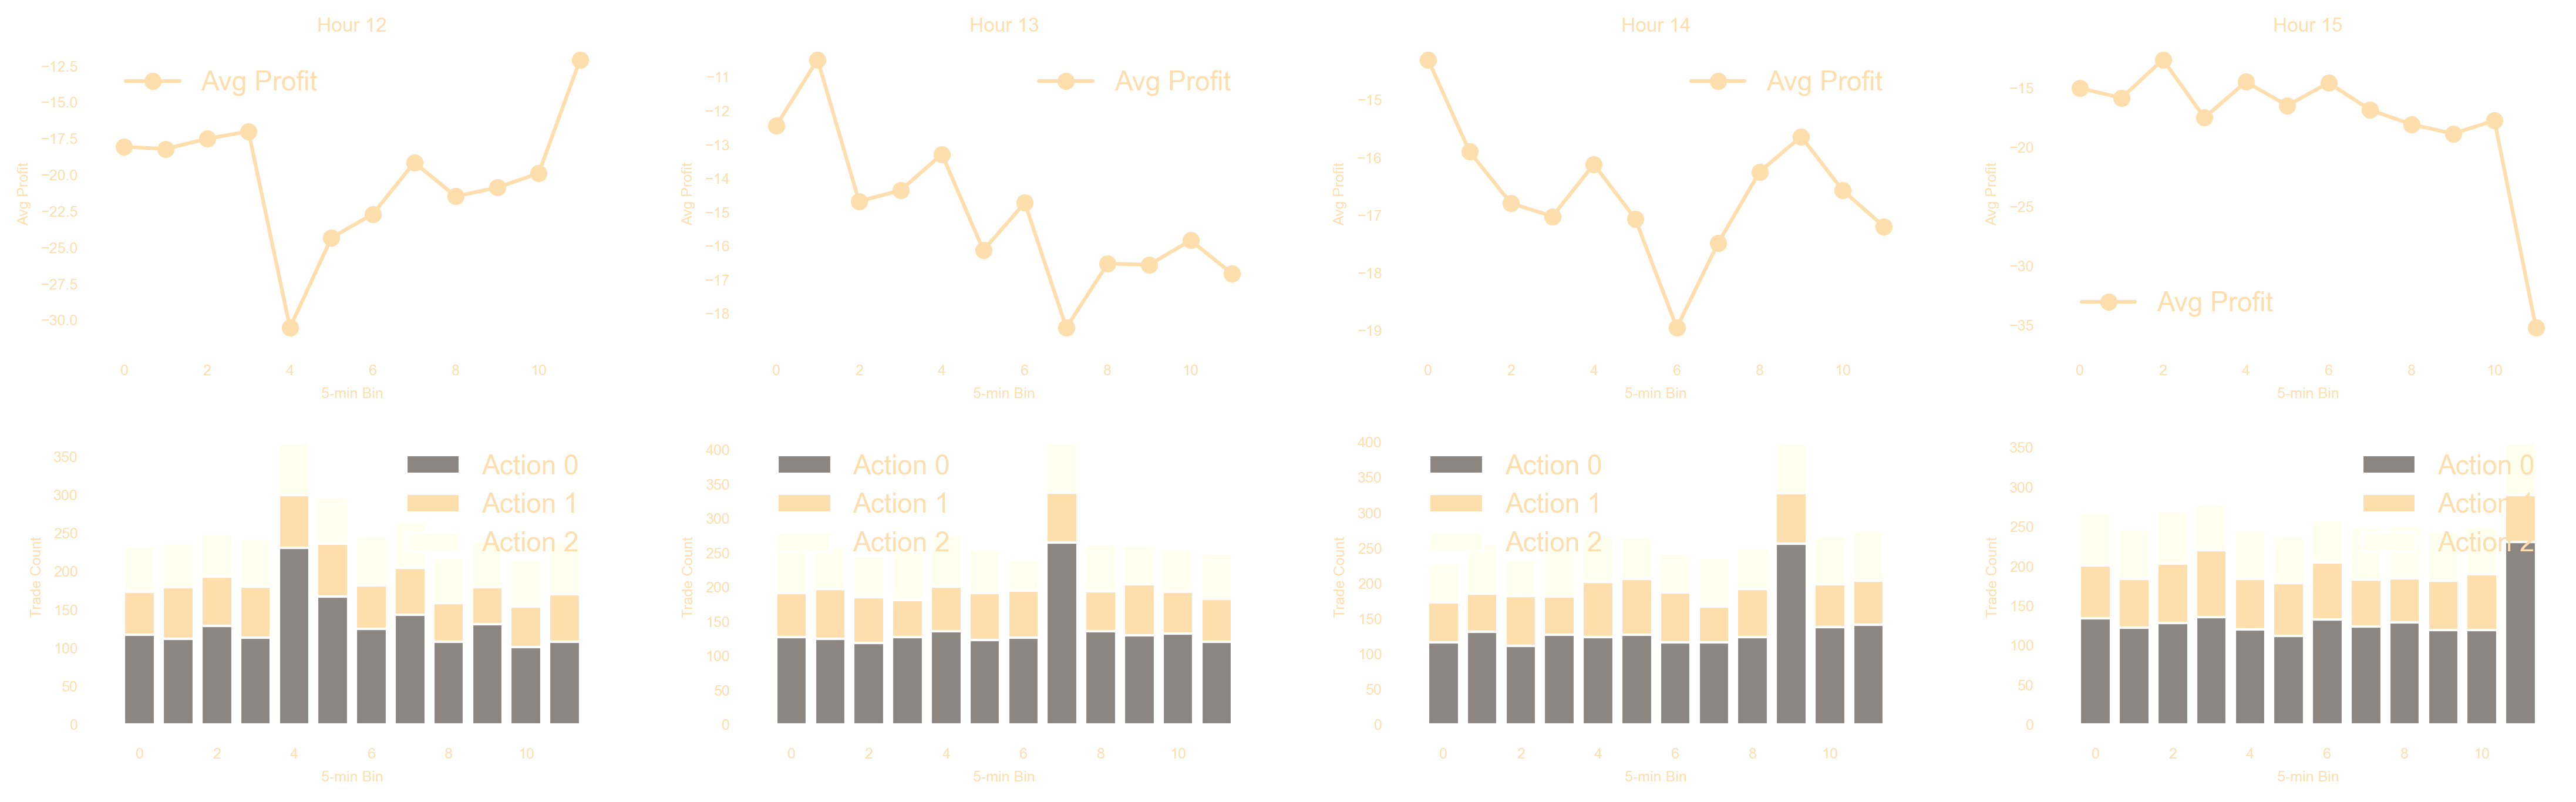 Hour 12
−12.5
−15.0
−17.5
−20.0
−22.5
−25.0
−27.5
−30.0
Avg Profit
Avg Profit
0 2 4 6 8 10
5-min Bin
Hour 13
−11
−12
−13
−14
−15
−16
−17
−18
Avg Profit
Avg Profit
0 2 4 6 8 10
5-min Bin
Hour 14
−15
−16
−17
−18
−19
Avg Profit
Avg Profit
0 2 4 6 8 10
5-min Bin
Hour 15
−15
−20
−25
−30
−35
Avg Profit
Avg Profit
0 2 4 6 8 10
5-min Bin
350
300
250
200
150
100
50
0
Trade Count
Action 0
Action 1
Action 2
0 2 4 6 8 10
5-min Bin
400
350
300
250
200
150
100
50
0
Trade Count
Action 0
Action 1
Action 2
0 2 4 6 8 10
5-min Bin
400
350
300
250
200
150
100
50
0
Trade Count
Action 0
Action 1
Action 2
0 2 4 6 8 10
5-min Bin
350
300
250
200
150
100
50
0
Trade Count
Action 0
Action 1
Action 2
0 2 4 6 8 10
5-min Bin